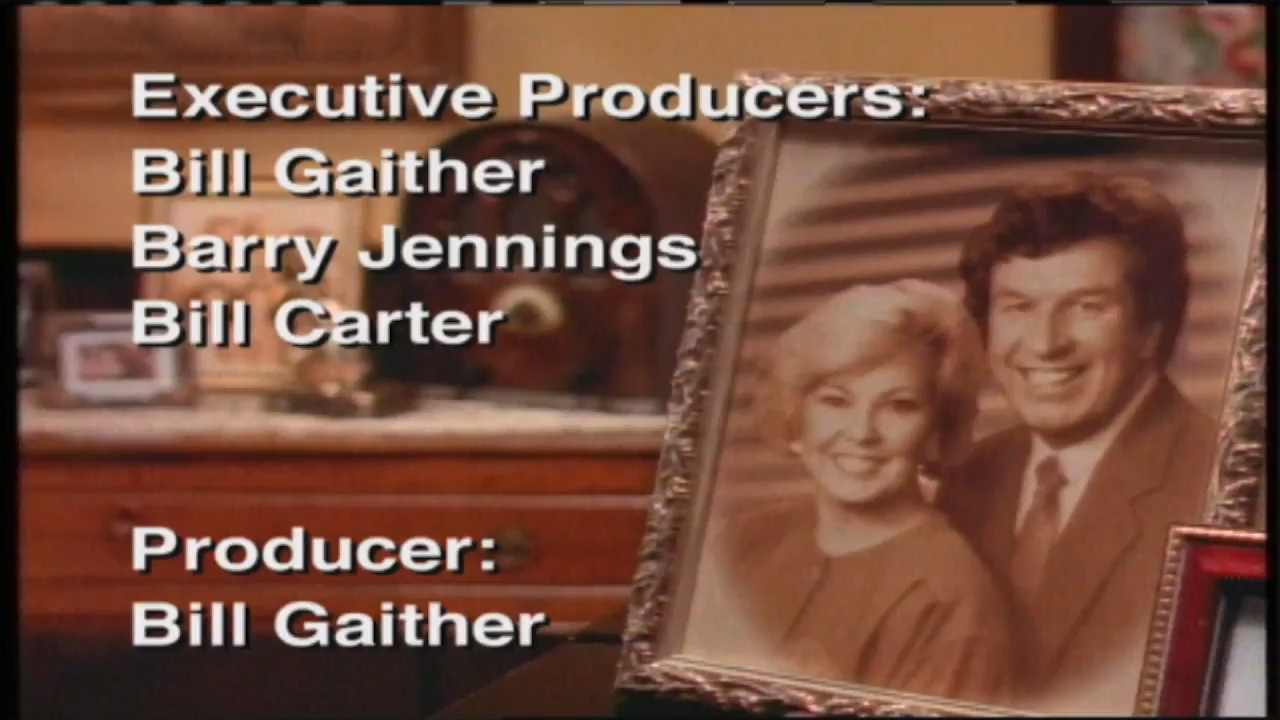 Executive Producers:
Bill Gaither
Barry Jennings
Bill Carter
Producer:
Bill Gaither